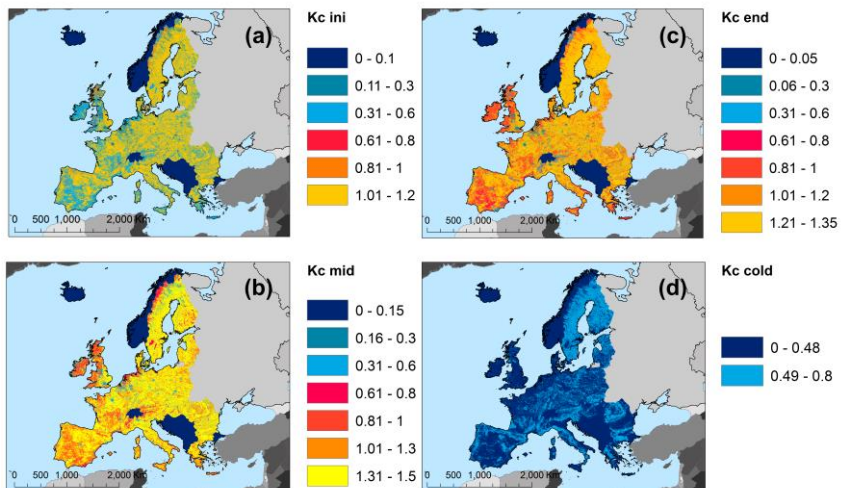 (a)
Kc ini
0 - 0.1
0.11 - 0.3
0.31 - 0.6
0.61 - 0.8
0.81 - 1
1.01 - 1.2
0 500 1,000 2,000 Km
(c)
Kc end
0 - 0.05
0.06 - 0.3
0.31 - 0.6
0.61 - 0.8
0.81 - 1
1.01 - 1.2
1.21 - 1.35
0 500 1,000 2,000 Km
(b)
Kc mid
0 - 0.15
0.16 - 0.3
0.31 - 0.6
0.61 - 0.8
0.81 - 1
1.01 - 1.3
1.31 - 1.5
0 500 1,000 2,000 Km
(d)
Kc cold
0 - 0.48
0.49 - 0.8
0 500 1,000 2,000 Km